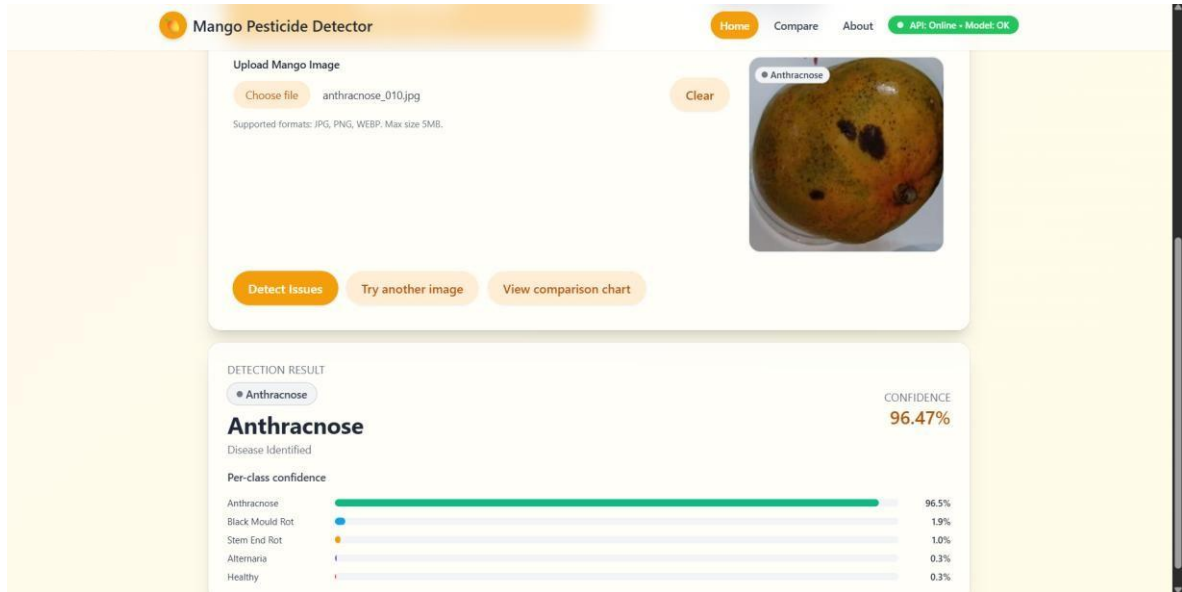 Mango Pesticide Detector
Home Compare About API: Online • Model: OK
Upload Mango Image
Choose file anthracnose_010.jpg Clear
Supported formats: JPG, PNG, WEBP. Max size 5MB.
Anthracnose
Detect Issues Try another image View comparison chart
DETECTION RESULT
Anthracnose
Anthracnose
Disease Identified
CONFIDENCE
96.47%
Per-class confidence
Anthracnose 96.5%
Black Mould Rot 1.9%
Stem End Rot 1.0%
Alternaria 0.3%
Healthy 0.3%